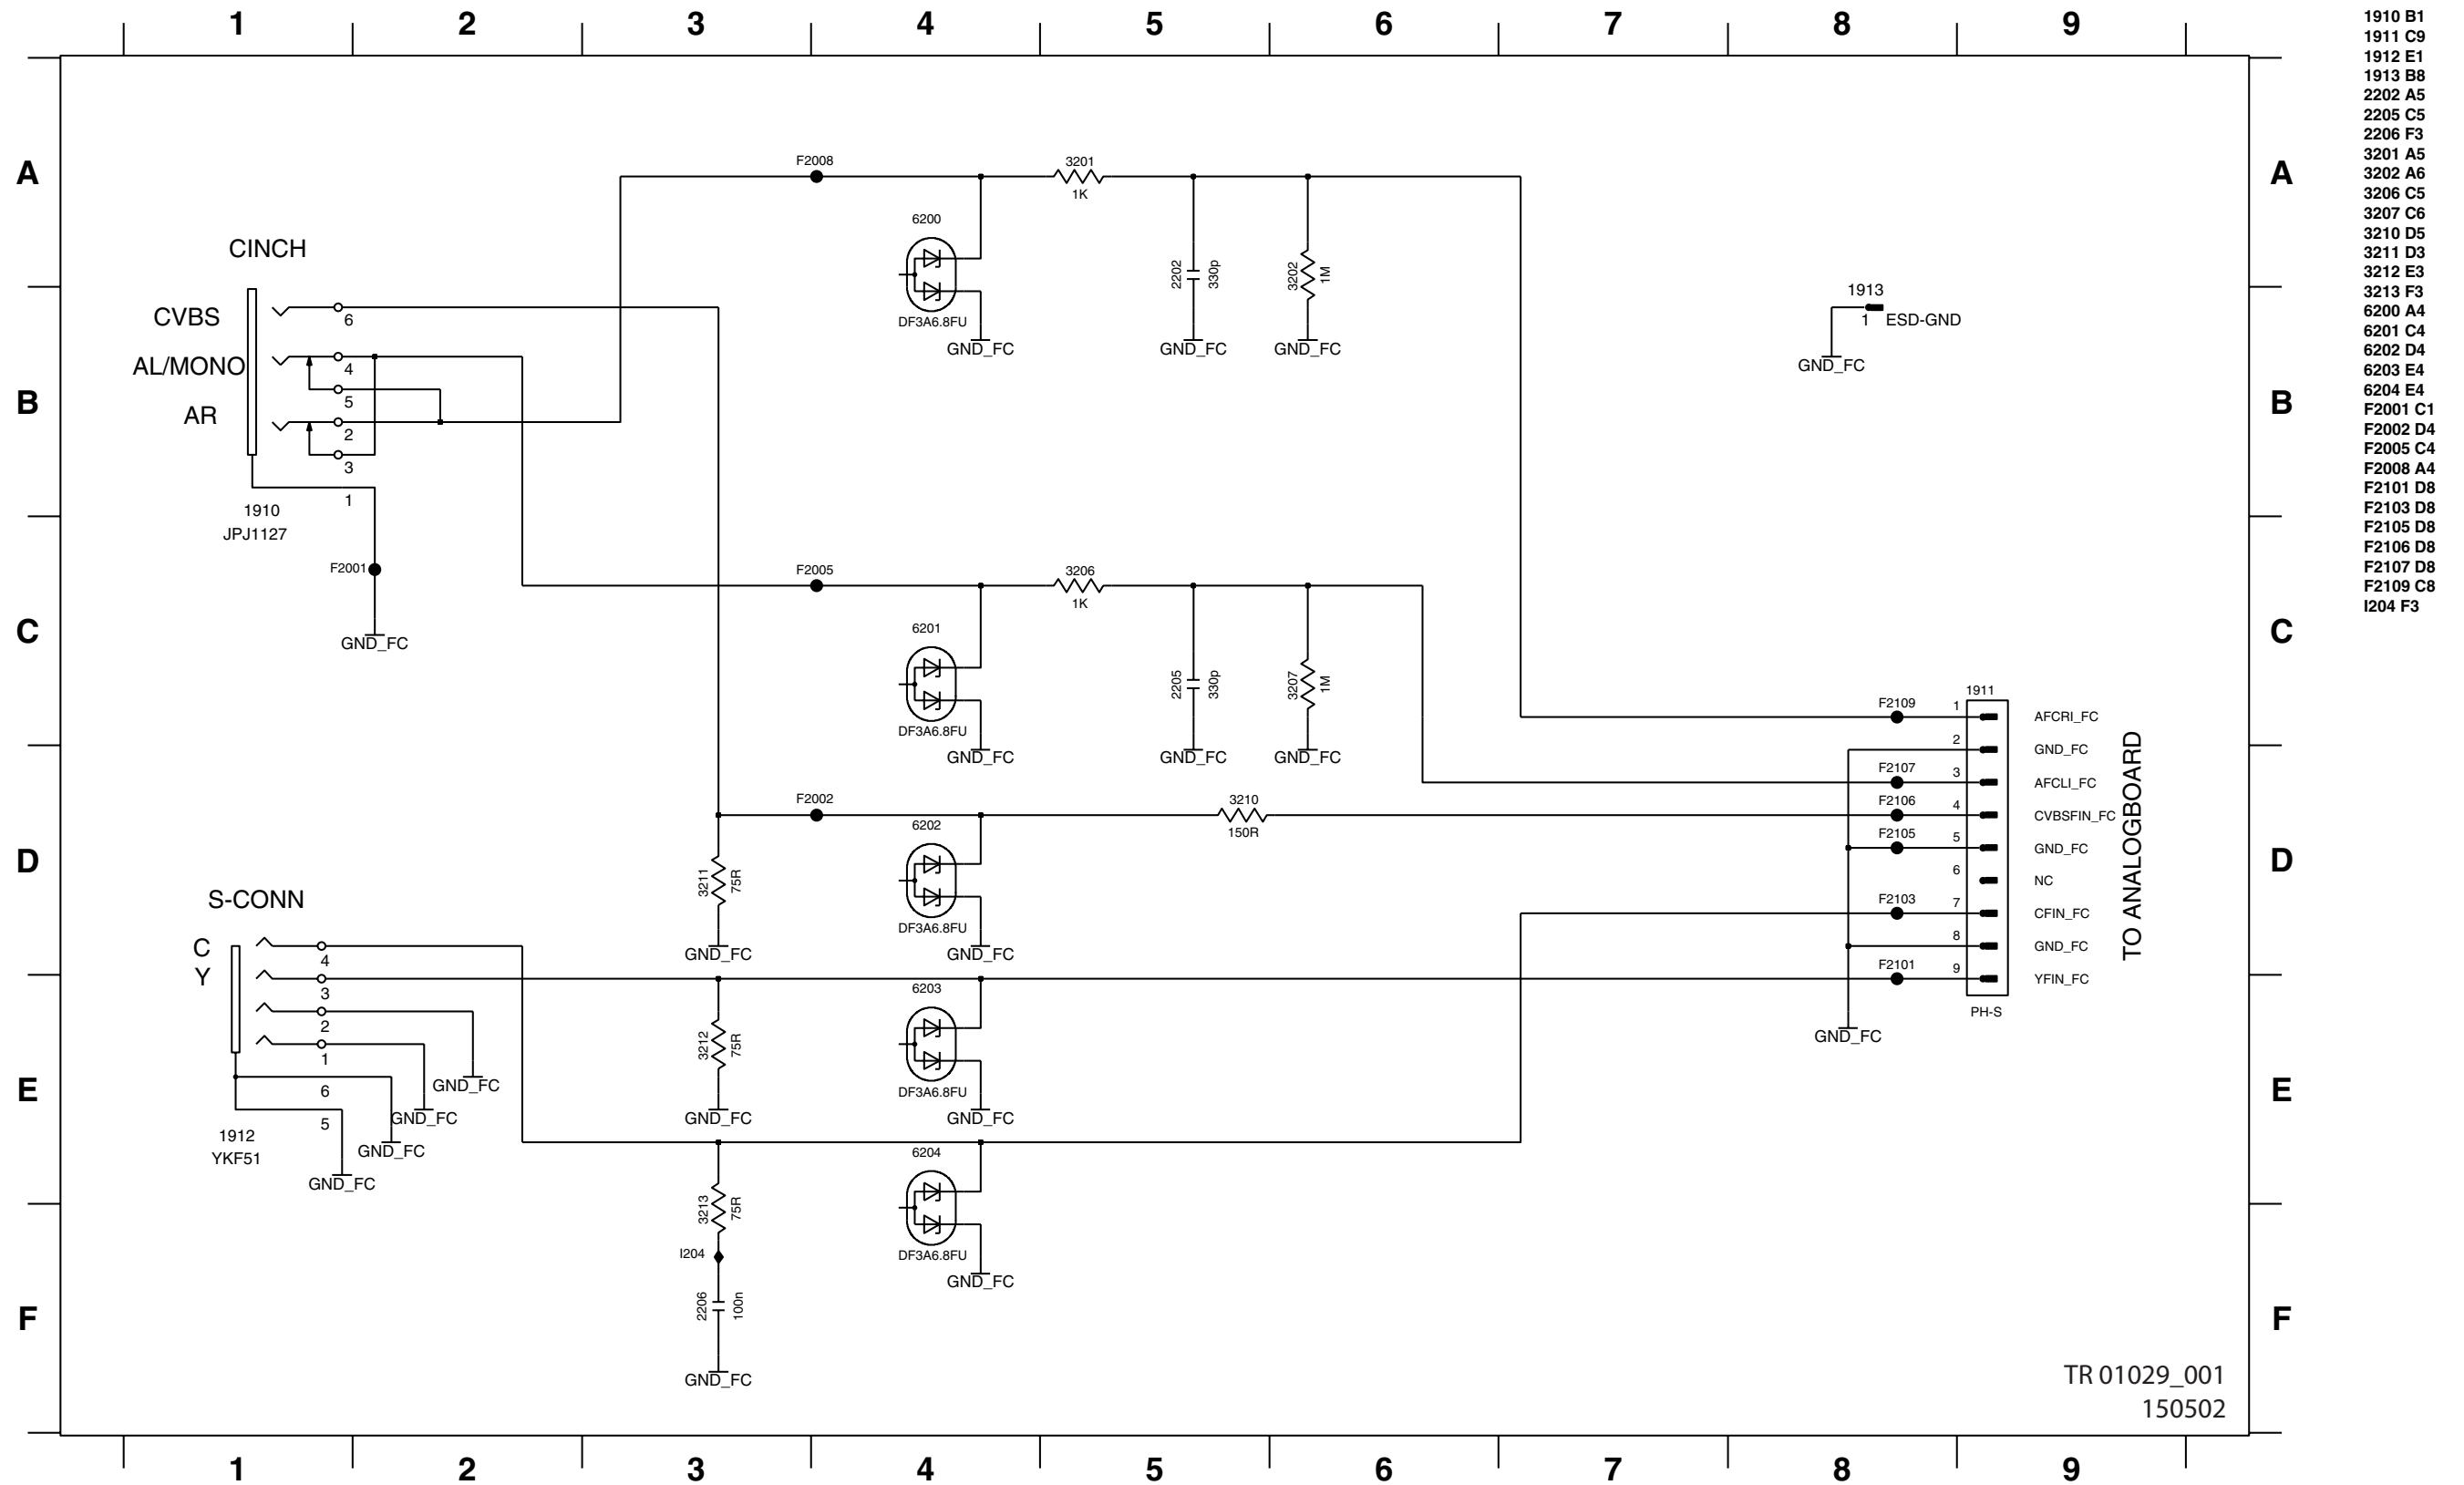 1 2 3 4 5 6 7 8 9
1910 B1
1911 C9
1912 E1
1913 B8
2202 A5
2205 C5
2206 F3
3201 A5
3202 A6
3206 C5
3207 C6
3210 D5
3211 D3
3212 E3
3213 F3
6200 A4
6201 C4
6202 D4
6203 E4
6204 E4
F2001 C1
F2002 D4
F2005 C4
F2008 A4
F2101 D8
F2103 D8
F2105 D8
F2106 D8
F2107 D8
F2109 C8
I204 F3
A
F2008
3201
1K
A
6200
DF3A6.8FU
GND_FC
2202
330p
GND_FC
3202
1M
GND_FC
CINCH
CVBS
6
AL/MONO
4
5
AR
2
3
1
1910
JPJ1127
F2001
GND_FC
1913
1 ESD-GND
GND_FC
B
B
C
F2005
3206
1K
C
6201
DF3A6.8FU
GND_FC
2205
330p
GND_FC
3207
1M
GND_FC
1911
F2109
1
AFCRI_FC
2
GND_FC
F2107
3
AFCLI_FC
F2106
4
CVBSFIN_FC
F2105
5
GND_FC
6
NC
F2103
7
CFIN_FC
8
GND_FC
F2101
9
YFIN_FC
PH-S
GND_FC
TO ANALOGBOARD
F2002
3210
150R
6202
DF3A6.8FU
GND_FC
3211
75R
GND_FC
D
D
S-CONN
C
4
Y
3
2
1
6
5
GND_FC
GND_FC
GND_FC
GND_FC
1912
YKF51
3212
75R
GND_FC
6203
DF3A6.8FU
GND_FC
E
E
6204
DF3A6.8FU
GND_FC
3213
75R
I204
2206
100n
GND_FC
F
F
TR 01029_001
150502
1 2 3 4 5 6 7 8 9